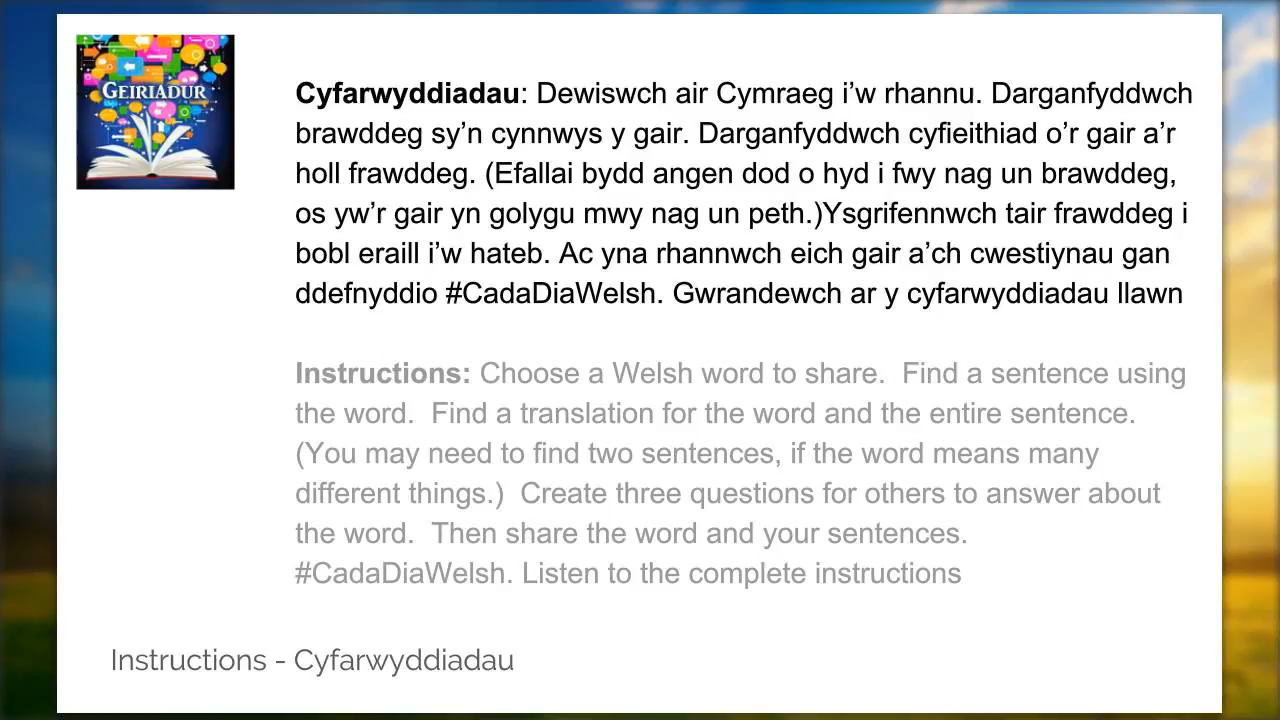 GEIRIADUR
Cyfarwyddiadau: Dewiswch air Cymraeg i’w rhannu. Darganfyddwch
brawddeg sy’n cynnwys y gair. Darganfyddwch cyfieithiad o’r gair a’r
holl frawddeg. (Efallai bydd angen dod o hyd i fwy nag un brawddeg,
os yw’r gair yn golygu mwy nag un peth.)Ysgrifennwch tair frawddeg i
bobl eraill i’w hateb. Ac yna rhannwch eich gair a’ch cwestiynau gan
ddefnyddio #CadaDiaWelsh. Gwrandewch ar y cyfarwyddiadau llawn
Instructions: Choose a Welsh word to share.  Find a sentence using
the word.  Find a translation for the word and the entire sentence.
(You may need to find two sentences, if the word means many
different things.)  Create three questions for others to answer about
the word.  Then share the word and your sentences.
#CadaDiaWelsh. Listen to the complete instructions
Instructions - Cyfarwyddiadau